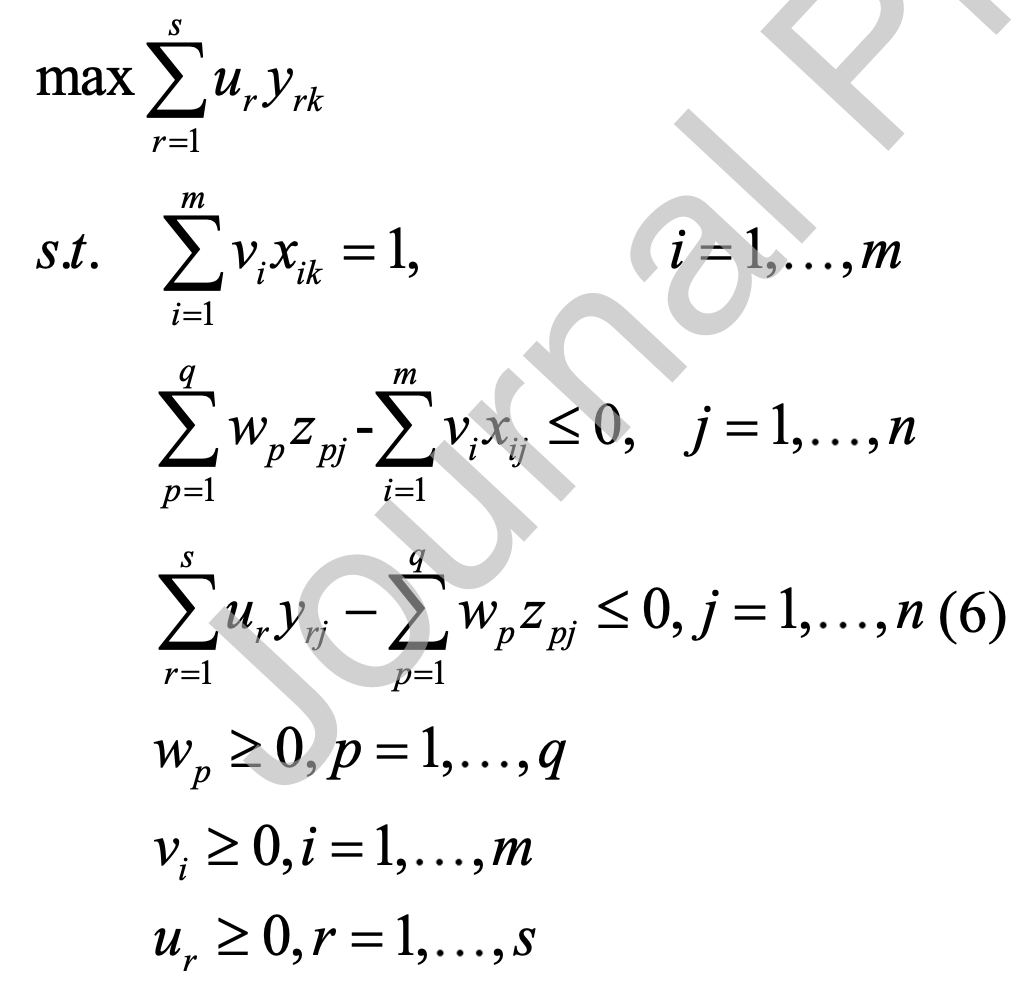 max ∑_{r=1}^{s} u_r y_{rk}
s.t. ∑_{i=1}^{m} v_i x_{ik} = 1, i = 1,…,m
∑_{p=1}^{q} w_p z_{pj} - ∑_{i=1}^{m} v_i x_{ij} ≤ 0, j = 1,…,n
∑_{r=1}^{s} u_r y_{rj} − ∑_{p=1}^{q} w_p z_{pj} ≤ 0, j = 1,…,n (6)
w_p ≥ 0, p = 1,…,q
v_i ≥ 0, i = 1,…,m
u_r ≥ 0, r = 1,…,s
Journal